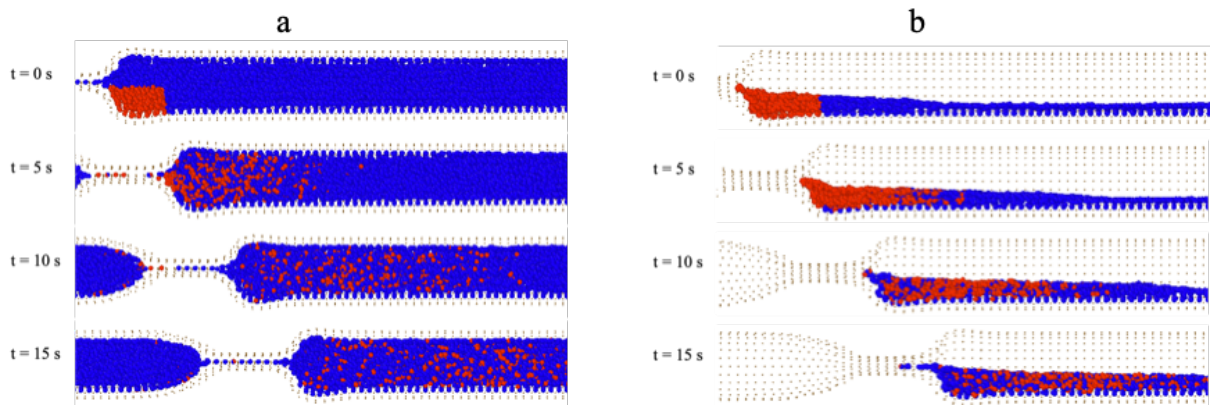 a b
t = 0 s t = 0 s
t = 5 s t = 5 s
t = 10 s t = 10 s
t = 15 s t = 15 s